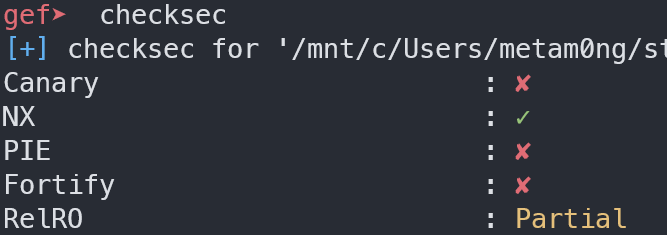 gef➤  checksec
[+] checksec for '/mnt/c/Users/metam0ng/st
Canary                        : ✘
NX                            : ✓
PIE                           : ✘
Fortify                       : ✘
RelRO                         : Partial